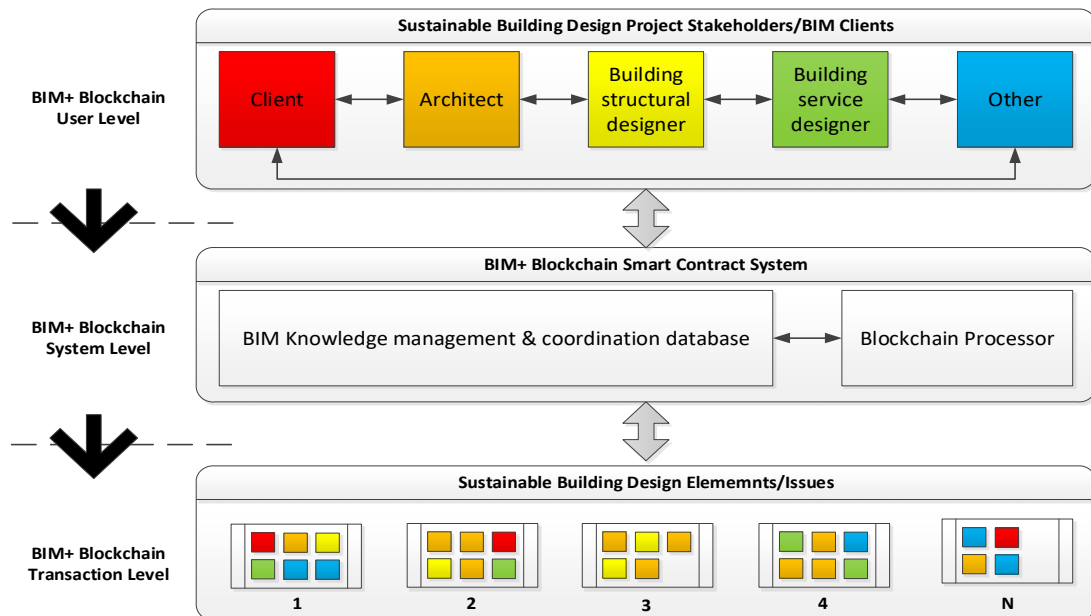 Sustainable Building Design Project Stakeholders/BIM Clients
BIM+ Blockchain
User Level
Client
Architect
Building
structural
designer
Building
service
designer
Other
BIM+ Blockchain Smart Contract System
BIM+ Blockchain
System Level
BIM Knowledge management & coordination database
Blockchain Processor
Sustainable Building Design Elememnts/Issues
BIM+ Blockchain
Transaction Level
1
2
3
4
N